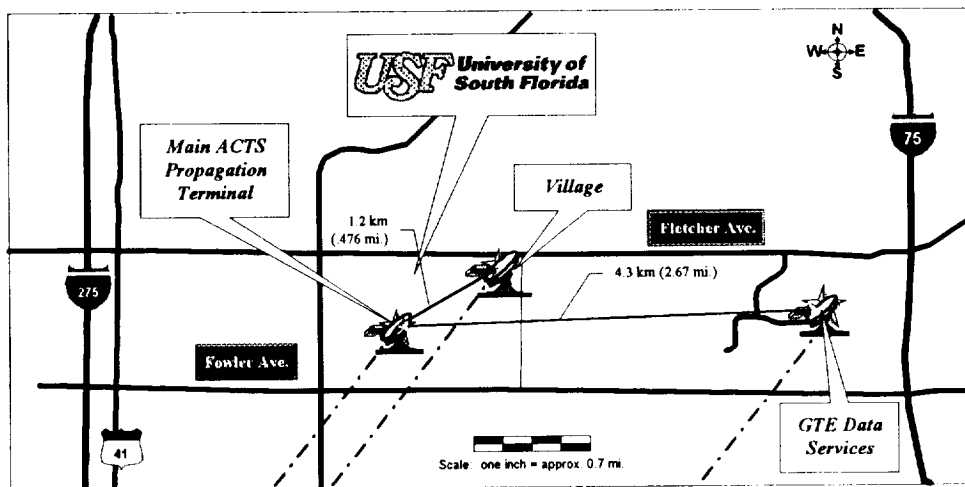 N
W E
S
USF University of
South Florida
75
Main ACTS
Propagation
Terminal
Village
1.2 km
(.476 mi.)
Fletcher Ave.
4.3 km (2.67 mi.)
275
Fowler Ave.
GTE Data
Services
41
Scale: one inch = approx. 0.7 mi.